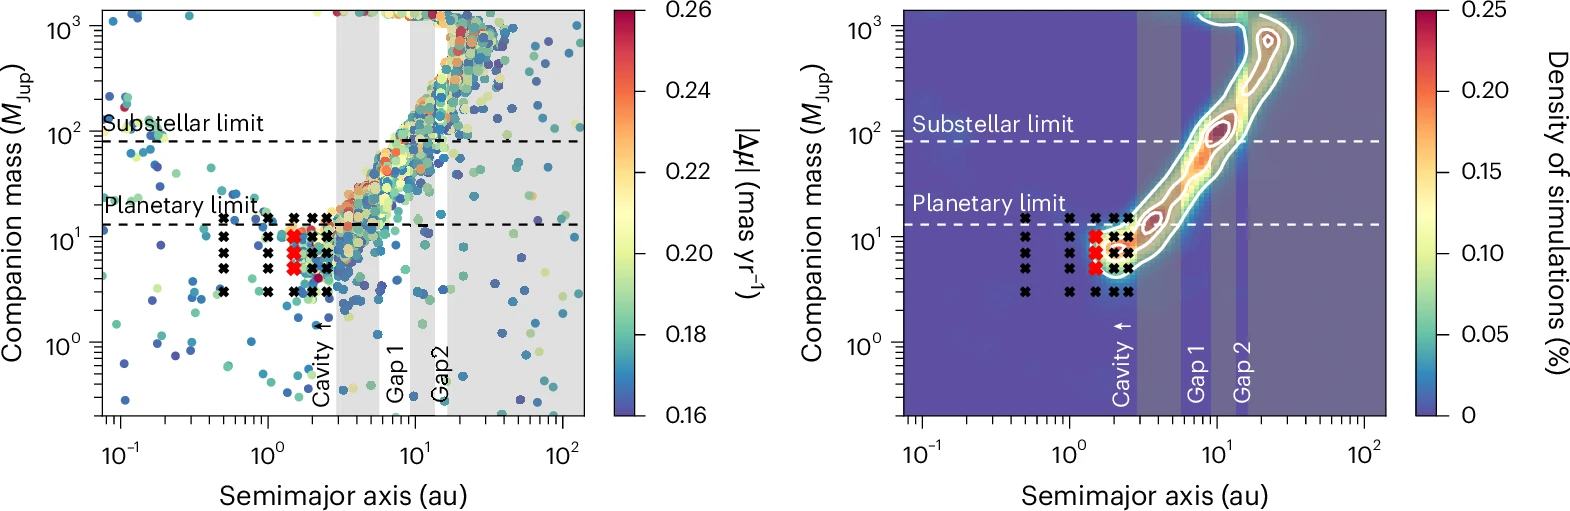 Companion mass (M_Jup)
10³
10²
10¹
10⁰
Substellar limit
Planetary limit
Cavity
Gap 1
Gap2
10⁻¹
10⁰
10¹
10²
Semimajor axis (au)
0.26
0.24
0.22
0.20
0.18
0.16
|Δμ| (mas yr⁻¹)
Companion mass (M_Jup)
10³
10²
10¹
10⁰
Substellar limit
Planetary limit
Cavity
Gap 1
Gap 2
10⁻¹
10⁰
10¹
10²
Semimajor axis (au)
0.25
0.20
0.15
0.10
0.05
0
Density of simulations (%)